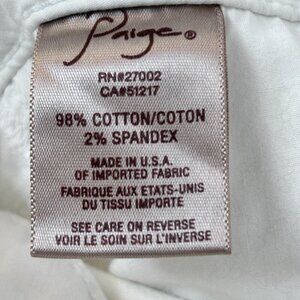 Paige®
RN#27002
CA#51217
98% COTTON/COTON
2% SPANDEX
MADE IN U.S.A.
OF IMPORTED FABRIC
FABRIQUE AUX ETATS-UNIS
DU TISSU IMPORTE
SEE CARE ON REVERSE
VOIR LE SOIN SUR L'INVERSE